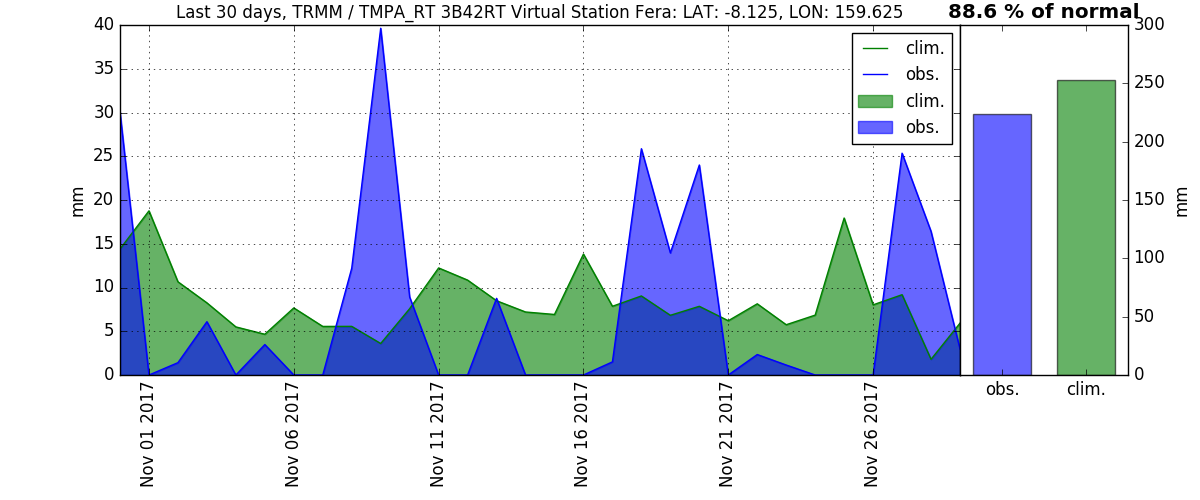 Last 30 days, TRMM / TMPA_RT 3B42RT Virtual Station Fera: LAT: -8.125, LON: 159.625
88.6 % of normal
40
35
30
25
20
15
10
5
0
mm
clim.
obs.
clim.
obs.
Nov 01 2017
Nov 06 2017
Nov 11 2017
Nov 16 2017
Nov 21 2017
Nov 26 2017
300
250
200
150
100
50
0
mm
obs.
clim.